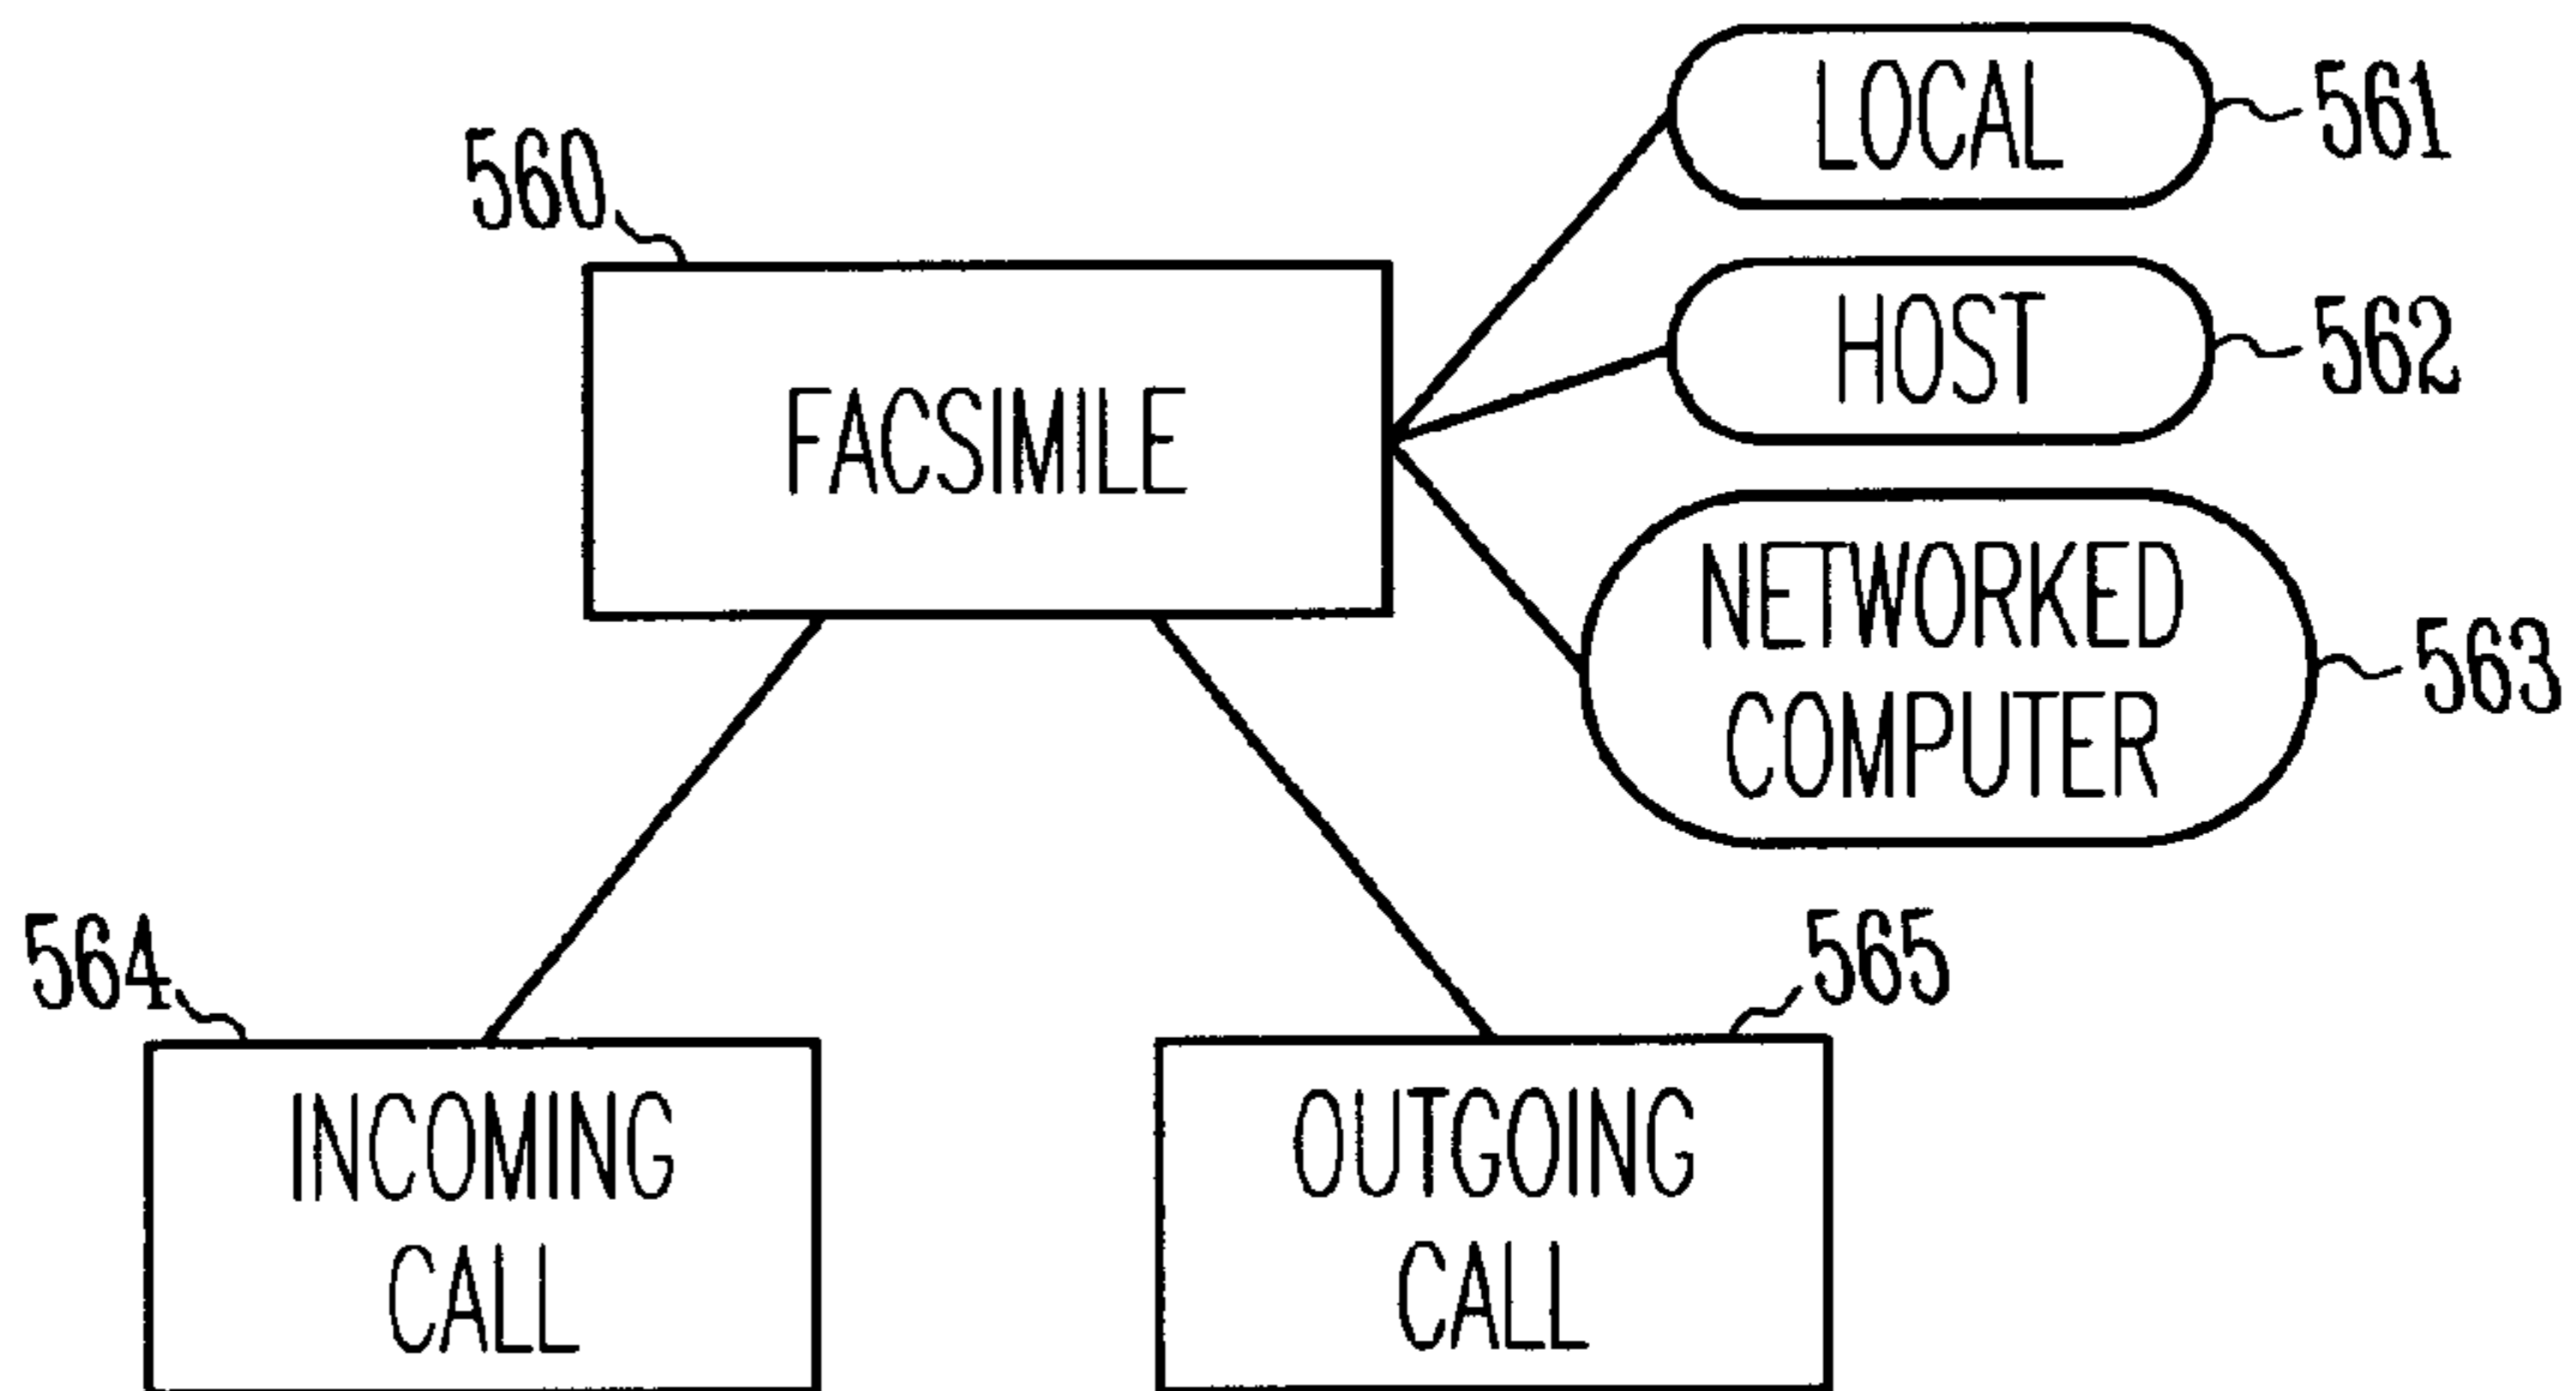 LOCAL
561
560
HOST
562
FACSIMILE
NETWORKED
COMPUTER
563
564
565
INCOMING
CALL
OUTGOING
CALL